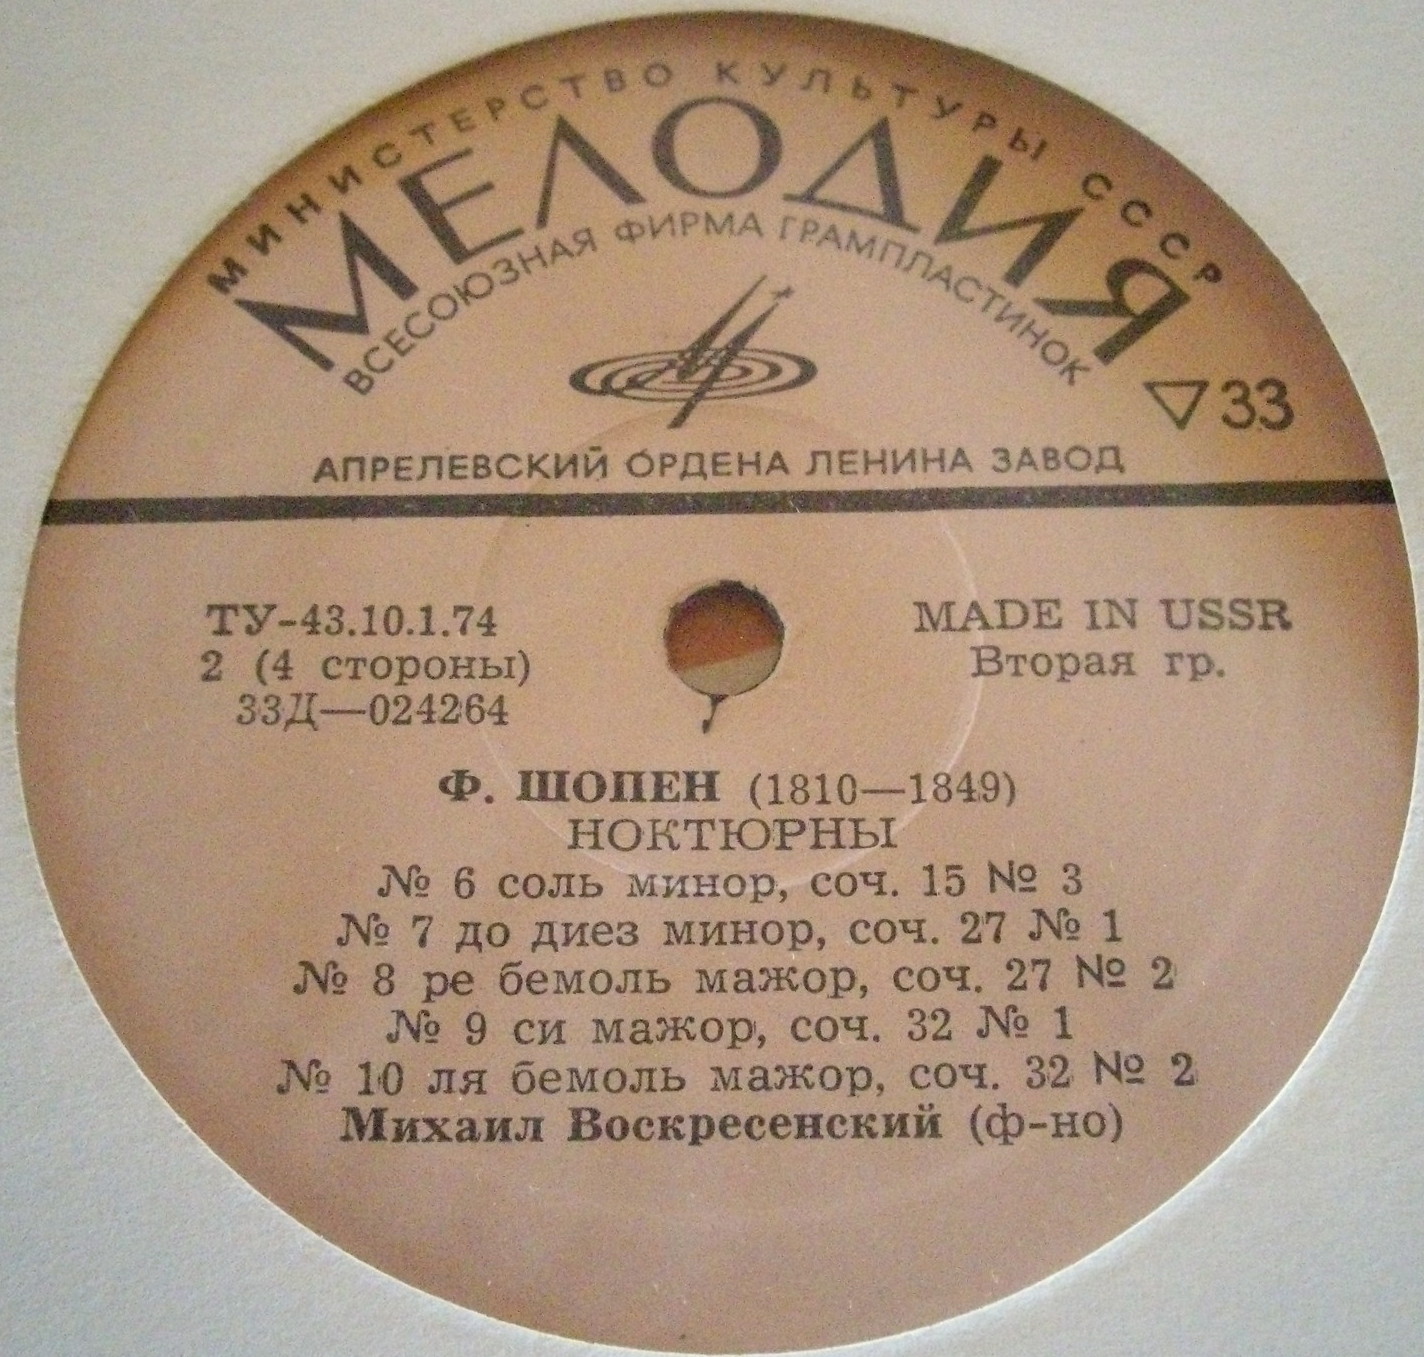 МИНИСТЕРСТВО КУЛЬТУРЫ СССР
МЕЛОДИЯ
ВСЕСОЮЗНАЯ ФИРМА ГРАМПЛАСТИНОК
33
АПРЕЛЕВСКИЙ ОРДЕНА ЛЕНИНА ЗАВОД
ТУ-43.10.1.74
2 (4 стороны)
33Д—024264
MADE IN USSR
Вторая гр.
Ф. ШОПЕН (1810—1849)
НОКТЮРНЫ
№ 6 соль минор, соч. 15 № 3
№ 7 до диез минор, соч. 27 № 1
№ 8 ре бемоль мажор, соч. 27 № 2
№ 9 си мажор, соч. 32 № 1
№ 10 ля бемоль мажор, соч. 32 № 2
Михаил Воскресенский (ф-но)